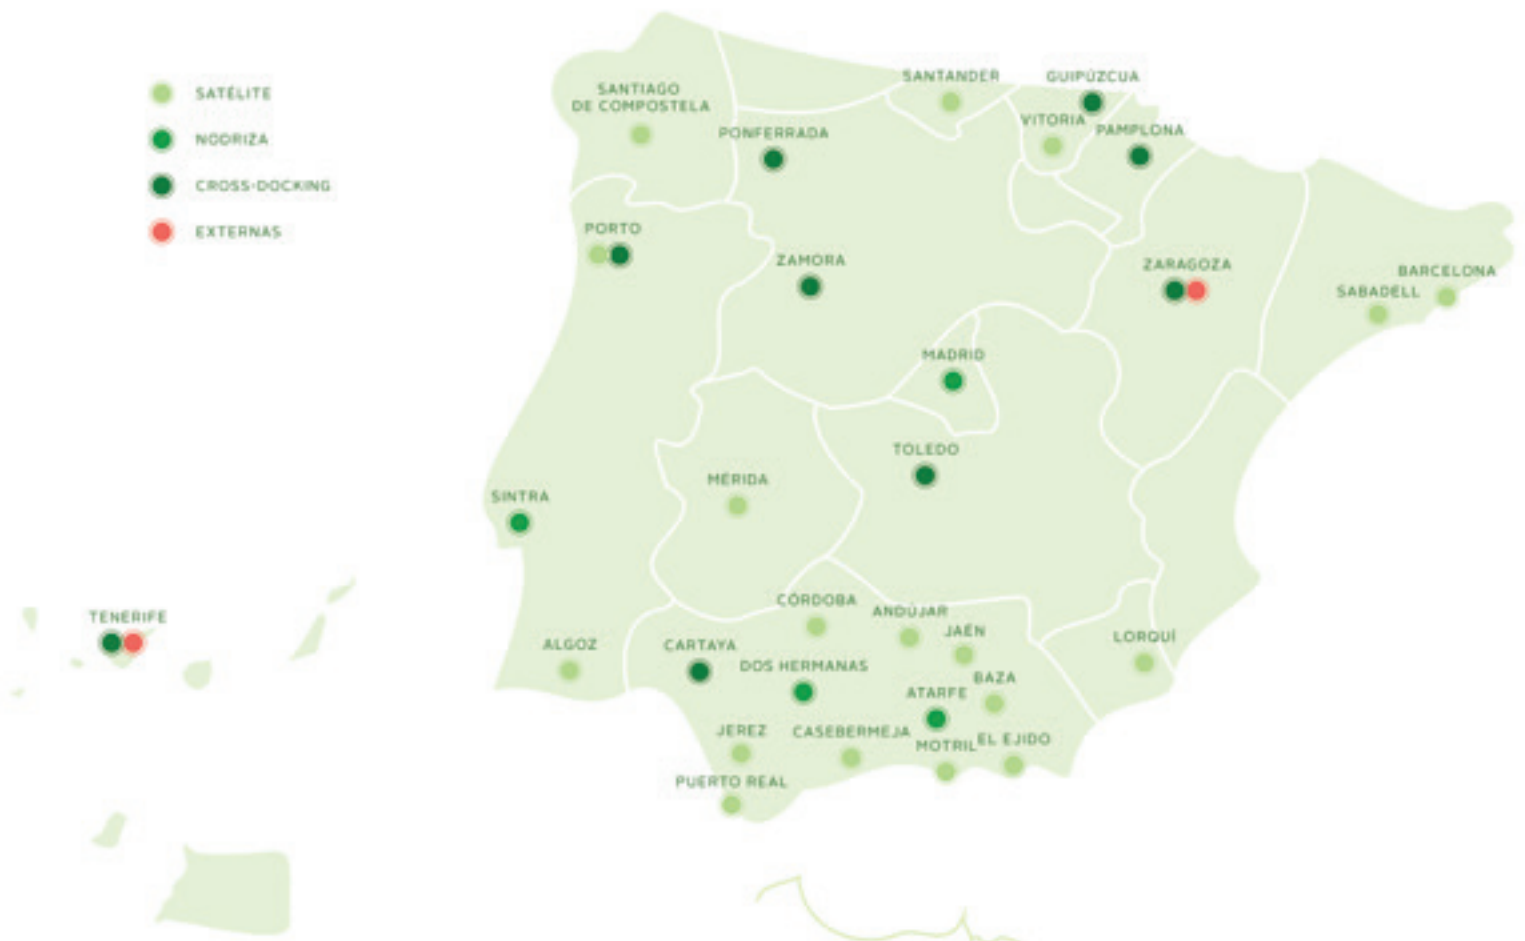 SATÉLITE
NODRIZA
CROSS-DOCKING
EXTERNAS
SANTIAGO
DE COMPOSTELA
PONFERRADA
SANTANDER
GUIPÚZCUA
VITORIA
PAMPLONA
PORTO
ZAMORA
ZARAGOZA
BARCELONA
SABADELL
MADRID
TOLEDO
MÉRIDA
SINTRA
TENERIFE
ALGOZ
CARTAYA
CÓRDOBA
ANDÚJAR
JAÉN
LORQUÍ
DOS HERMANAS
BAZA
ATARFE
JEREZ
CASEBERMEJA
MOTRIL
EL EJIDO
PUERTO REAL